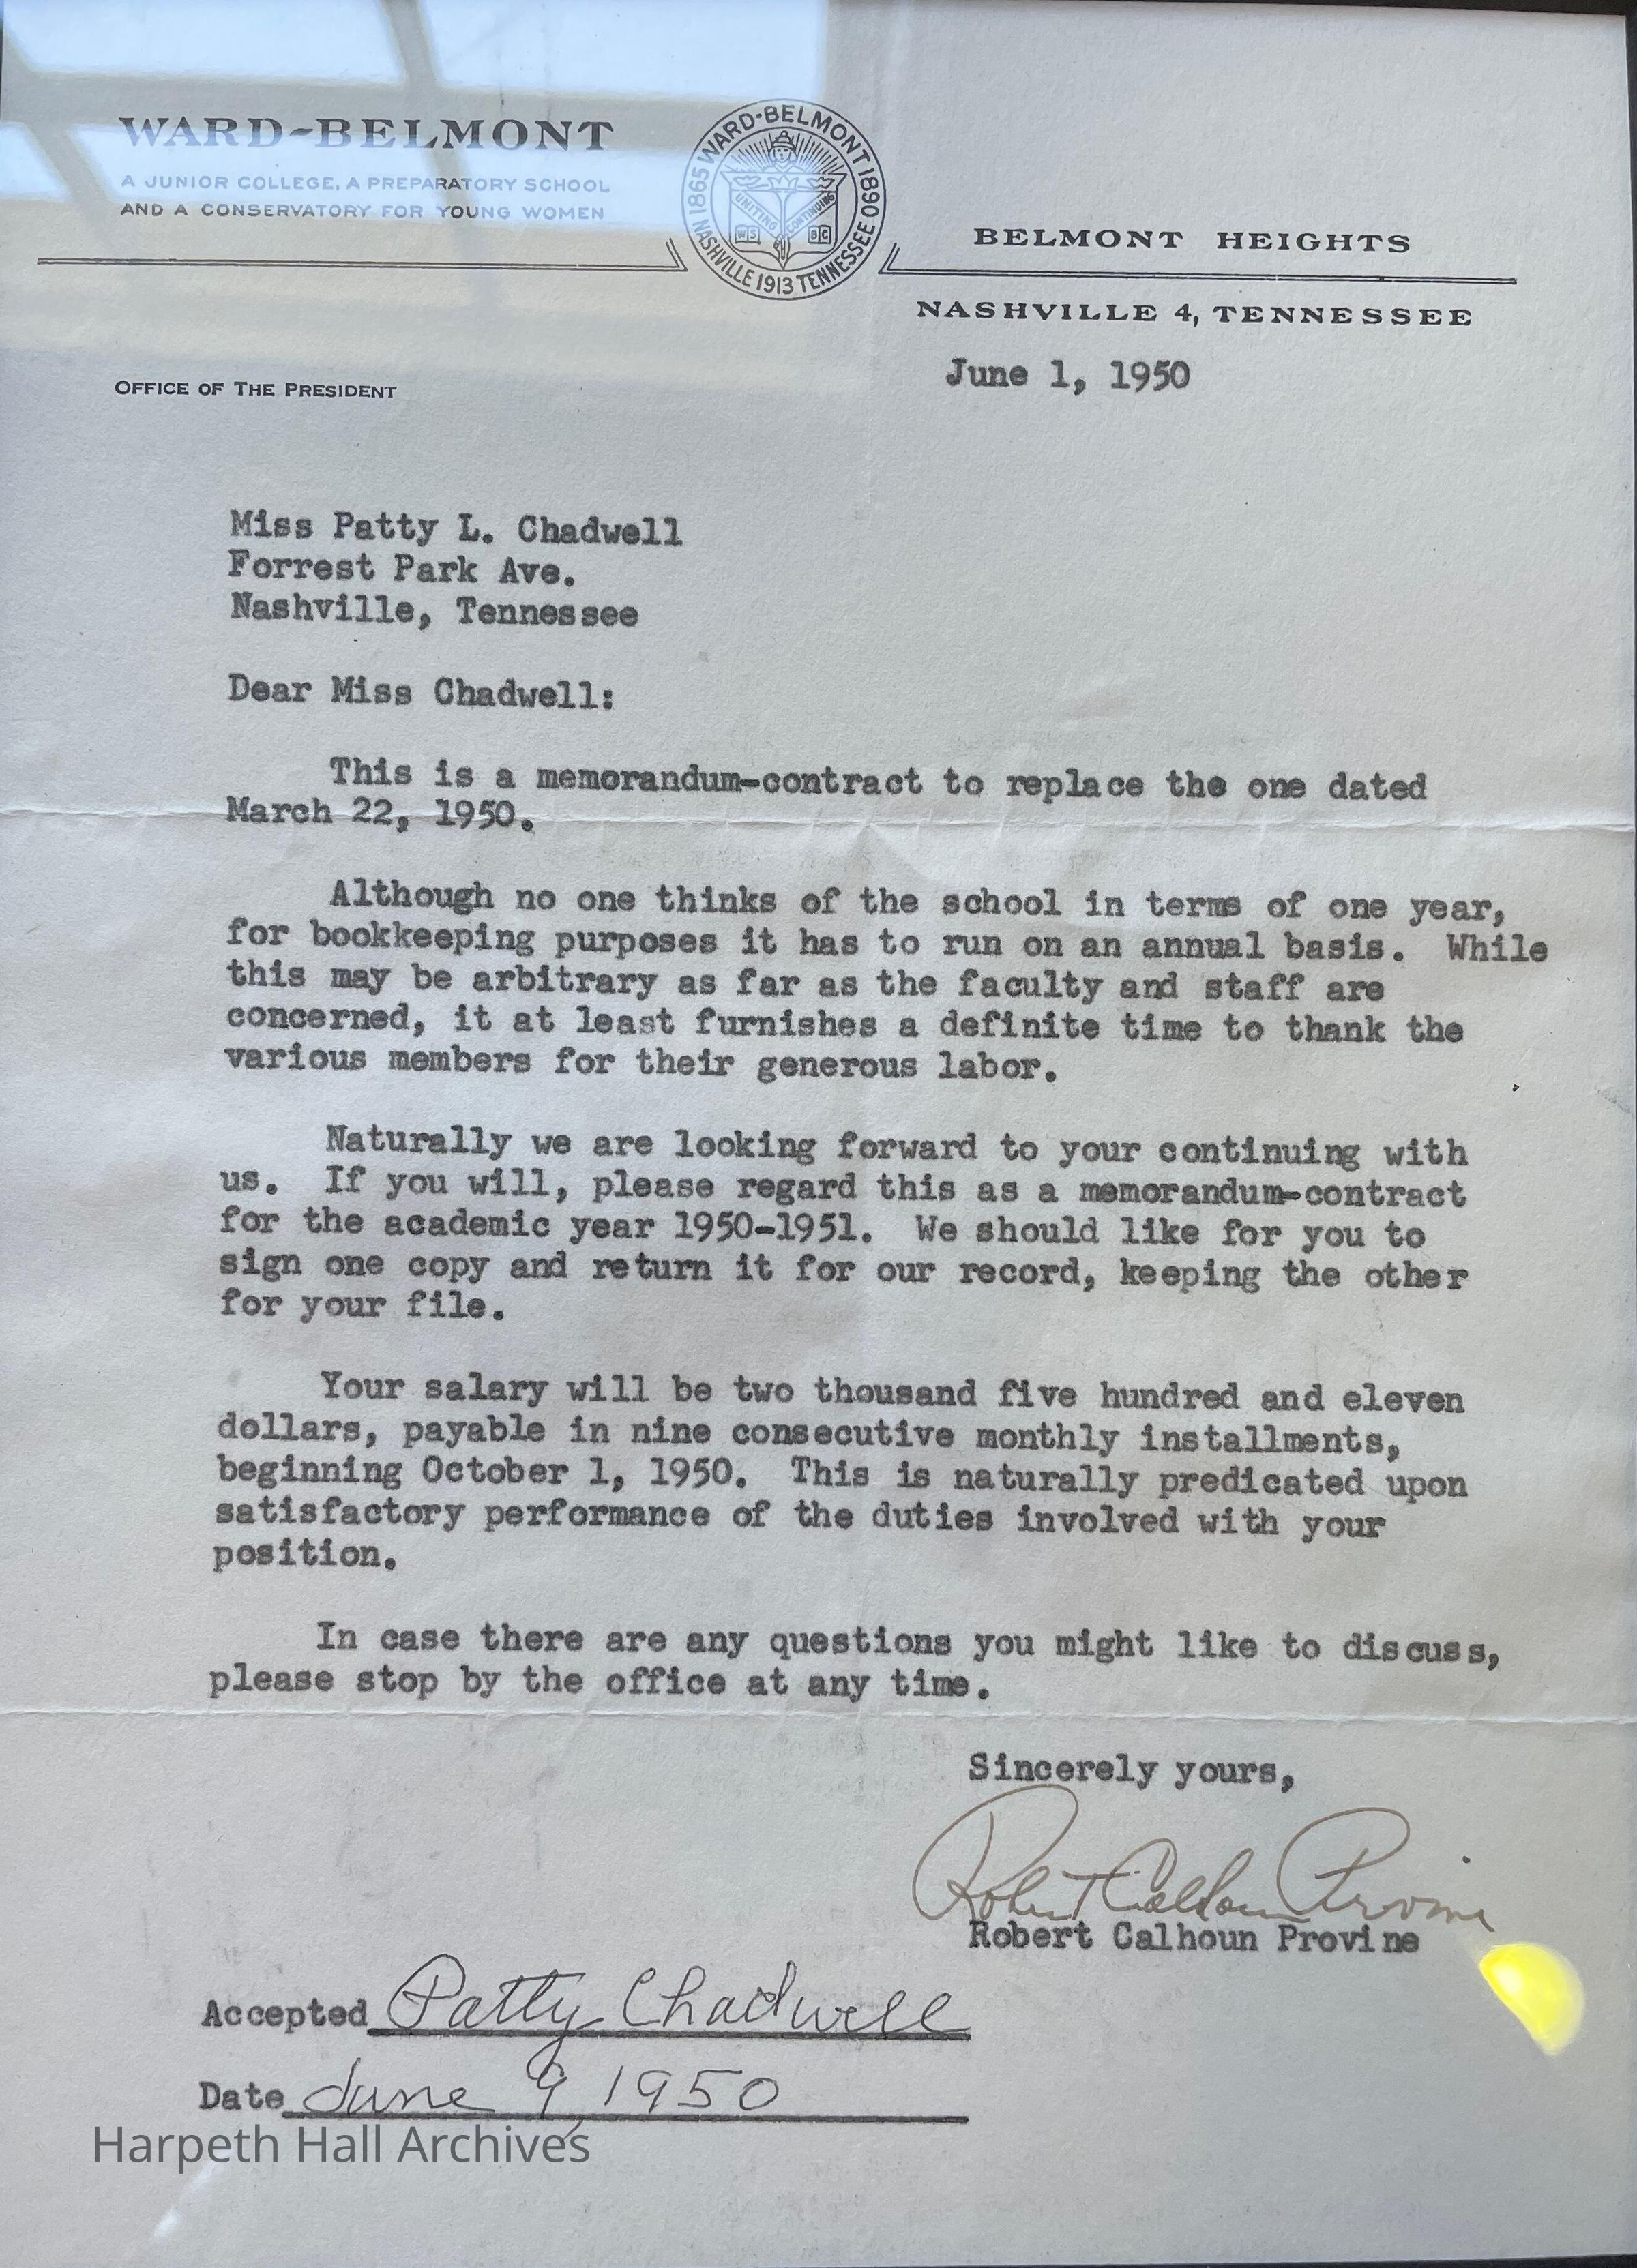 WARD-BELMONT
A JUNIOR COLLEGE, A PREPARATORY SCHOOL
AND A CONSERVATORY FOR YOUNG WOMEN
1865 WARD-BELMONT 1890
UNITING CONTINUING
WS BC
NASHVILLE 1913 TENNESSEE
BELMONT HEIGHTS
NASHVILLE 4, TENNESSEE
June 1, 1950
OFFICE OF THE PRESIDENT
Miss Patty L. Chadwell
Forrest Park Ave.
Nashville, Tennessee
Dear Miss Chadwell:
This is a memorandum-contract to replace the one dated
March 22, 1950.
Although no one thinks of the school in terms of one year,
for bookkeeping purposes it has to run on an annual basis. While
this may be arbitrary as far as the faculty and staff are
concerned, it at least furnishes a definite time to thank the
various members for their generous labor.
Naturally we are looking forward to your continuing with
us. If you will, please regard this as a memorandum-contract
for the academic year 1950-1951. We should like for you to
sign one copy and return it for our record, keeping the other
for your file.
Your salary will be two thousand five hundred and eleven
dollars, payable in nine consecutive monthly installments,
beginning October 1, 1950. This is naturally predicated upon
satisfactory performance of the duties involved with your
position.
In case there are any questions you might like to discuss,
please stop by the office at any time.
Sincerely yours,
Robert Calhoun Provine
Robert Calhoun Provine
Accepted Patty Chadwell
Date June 9, 1950
Harpeth Hall Archives